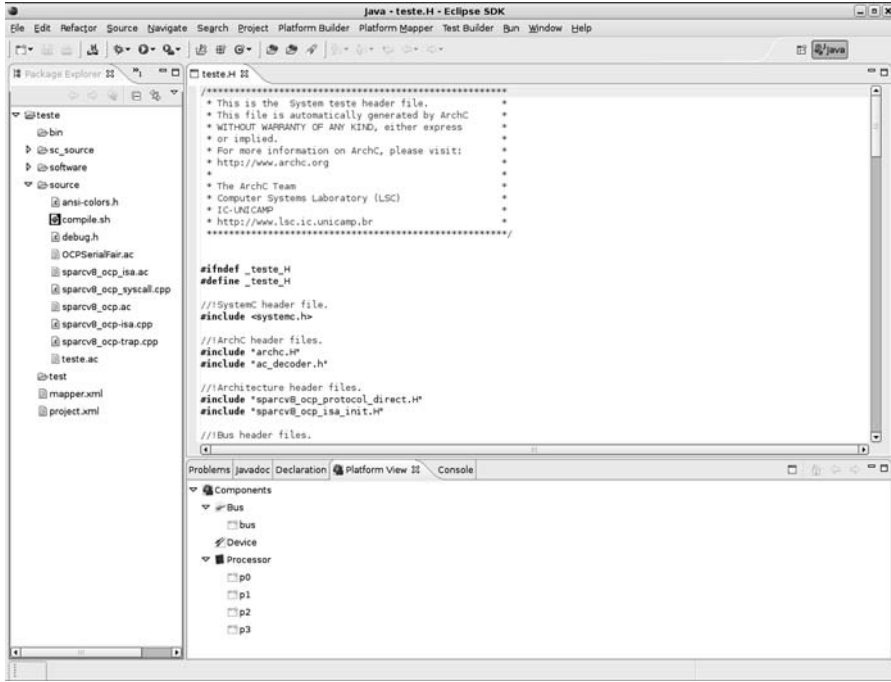 Java - teste.H - Eclipse SDK
File Edit Refactor Source Navigate Search Project Platform Builder Platform Mapper Test Builder Run Window Help
Java
Package Explorer
teste
bin
sc_source
software
source
ansi-colors.h
compile.sh
debug.h
OCPSerialFair.ac
sparcv8_ocp_isa.ac
sparcv8_ocp_syscall.cpp
sparcv8_ocp.ac
sparcv8_ocp-isa.cpp
sparcv8_ocp-trap.cpp
teste.ac
test
mapper.xml
project.xml
teste.H
/******************************************************
* This is the System teste header file. *
* This file is automatically generated by ArchC *
* WITHOUT WARRANTY OF ANY KIND, either express *
* or implied. *
* For more information on ArchC, please visit: *
* http://www.archc.org *
* *
* The ArchC Team *
* Computer Systems Laboratory (LSC) *
* IC-UNICAMP *
* http://www.lsc.ic.unicamp.br *
******************************************************/
#ifndef _teste_H
#define _teste_H
//!SystemC header file.
#include <systemc.h>
//!ArchC header files.
#include "archc.H"
#include "ac_decoder.h"
//!Architecture header files.
#include "sparcv8_ocp_protocol_direct.H"
#include "sparcv8_ocp_isa_init.H"
//!Bus header files.
Problems Javadoc Declaration Platform View Console
Components
Bus
bus
Device
Processor
p0
p1
p2
p3